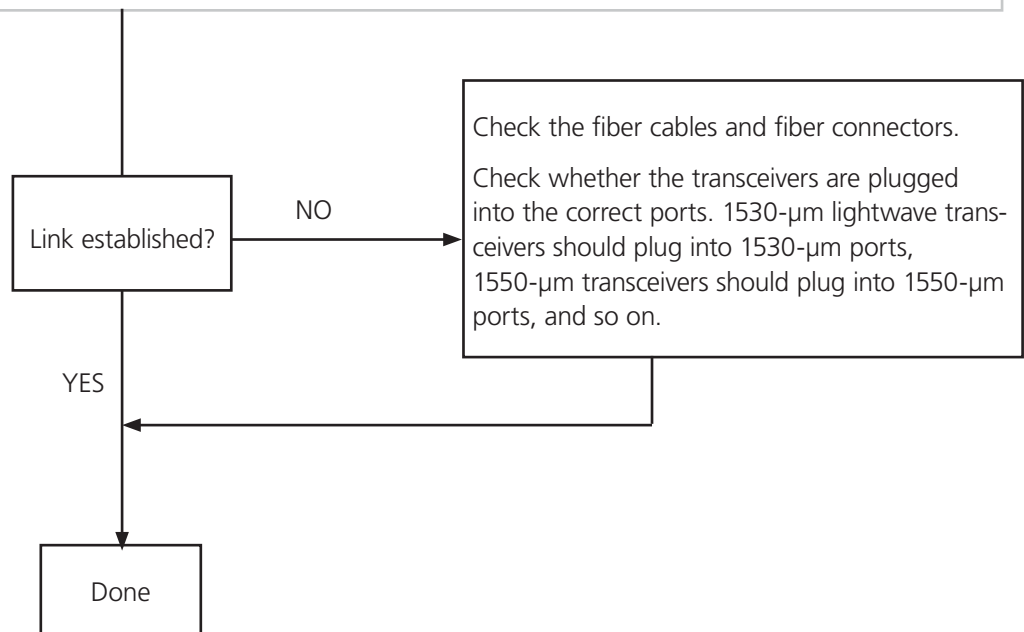 Link established?
NO
Check the fiber cables and fiber connectors.
Check whether the transceivers are plugged
into the correct ports. 1530-µm lightwave trans-
ceivers should plug into 1530-µm ports,
1550-µm transceivers should plug into 1550-µm
ports, and so on.
YES
Done